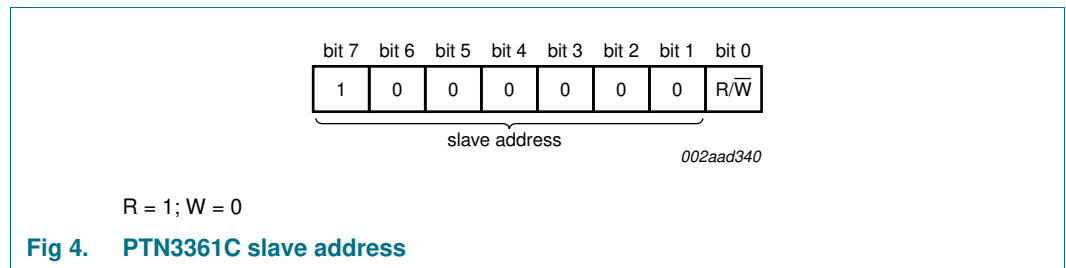 bit 7 bit 6 bit 5 bit 4 bit 3 bit 2 bit 1 bit 0
1 0 0 0 0 0 0 R/W̅
slave address
002aad340
R = 1; W = 0
Fig 4. PTN3361C slave address